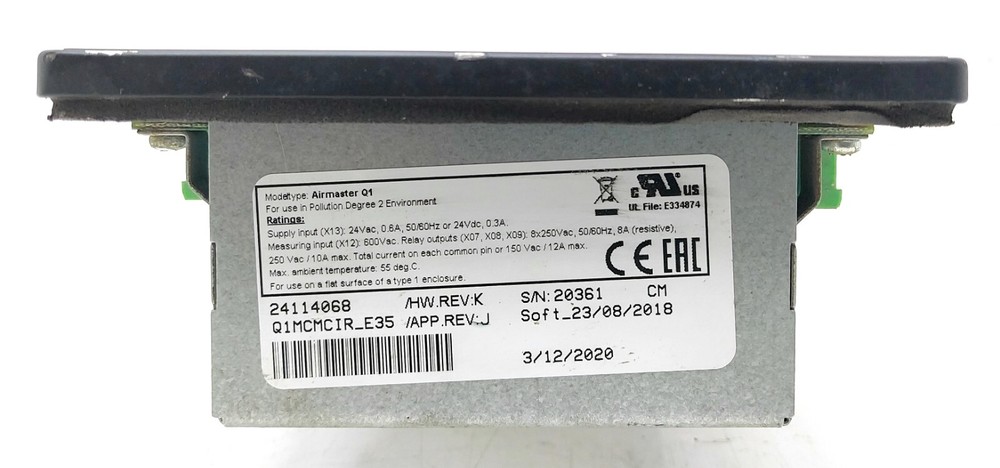 Modeltype: Airmaster Q1
For use in Pollution Degree 2 Environment
Ratings:
Supply input (X13): 24Vac, 0.6A, 50/60Hz or 24Vdc, 0.3A.
Measuring input (X12): 600Vac. Relay outputs (X07, X08, X09): 8x250Vac, 50/60Hz, 8A (resistive),
250 Vac / 10A max. Total current on each common pin or 150 Vac / 12A max.
Max. ambient temperature: 55 deg.C.
For use on a flat surface of a type 1 enclosure.
c UL US
UL File: E334874
CE EAC
24114068 /HW.REV:K S/N:20361 CM
Q1MCMCIR_E35 /APP.REV:J Soft_23/08/2018
3/12/2020